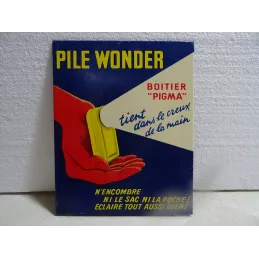 PILE WONDER
BOITIER
"PIGMA"
tient
dans le creux
de la main
N'ENCOMBRE
NI LE SAC NI LA POCHE!
ECLAIRE TOUT AUSSI BIEN!